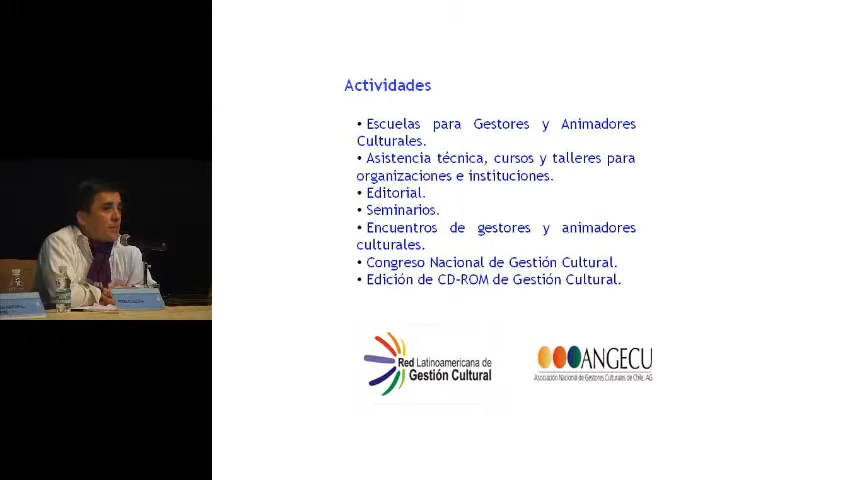 Actividades
• Escuelas para Gestores y Animadores
Culturales.
• Asistencia técnica, cursos y talleres para
organizaciones e instituciones.
• Editorial.
• Seminarios.
• Encuentros de gestores y animadores
culturales.
• Congreso Nacional de Gestión Cultural.
• Edición de CD-ROM de Gestión Cultural.
Red Latinoamericana de
Gestión Cultural
ANGECU
Asociación Nacional de Gestores Culturales de Chile, AG